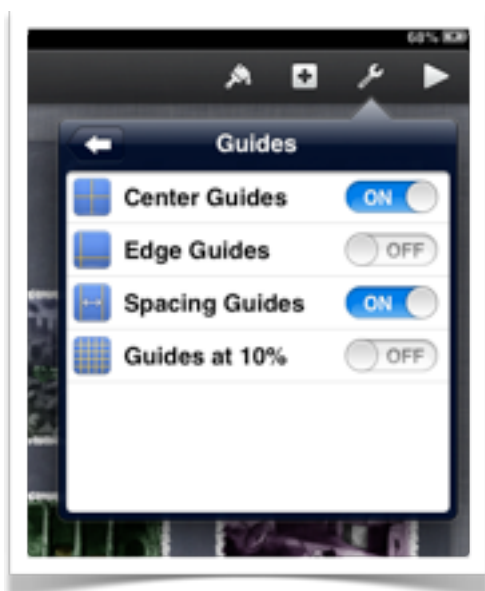 68%
Guides
Center Guides ON
Edge Guides OFF
Spacing Guides ON
Guides at 10% OFF